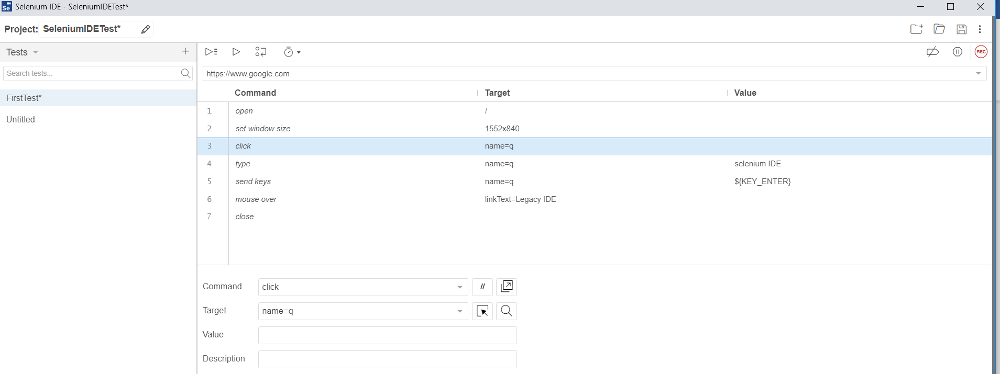 Se Selenium IDE - SeleniumIDETest*
Project: SeleniumIDETest*
Tests
REC
Search tests...
https://www.google.com
Command Target Value
FirstTest*
Untitled
1 open /
2 set window size 1552x840
3 click name=q
4 type name=q selenium IDE
5 send keys name=q ${KEY_ENTER}
6 mouse over linkText=Legacy IDE
7 close
Command click //
Target name=q
Value
Description